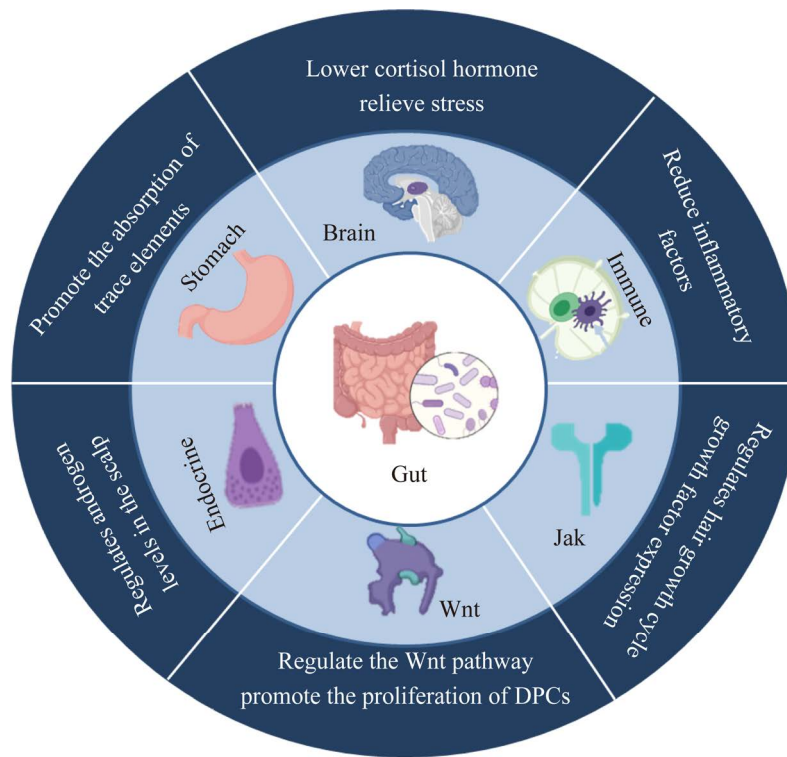 Lower cortisol hormone
relieve stress
Promote the absorption of
trace elements
Reduce inflammatory
factors
Brain
Stomach
Immune
Gut
Endocrine
Jak
Wnt
Regulates androgen
levels in the scalp
Regulates hair growth cycle
growth factor expression
Regulate the Wnt pathway
promote the proliferation of DPCs